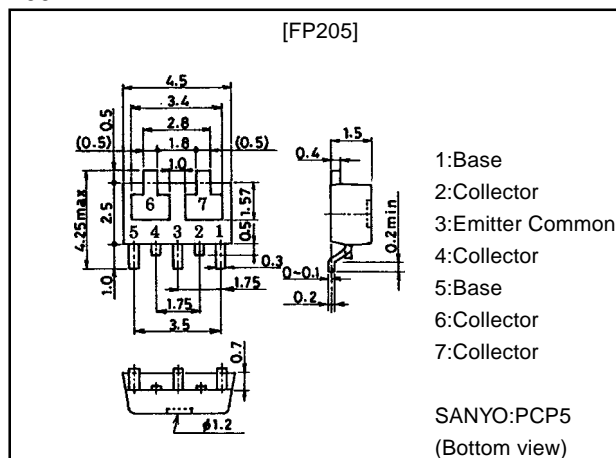 [FP205]
4.5
3.4
2.8
0.5
(0.5) 1.8 (0.5)
1.0
6 7
4.25max
2.5
1.57
0.5
5 4 3 2 1
1.0
0.3
1.75
1.75
3.5
1.5
0.4
0.2min
0~0.1
0.2
0.7
φ1.2
1:Base
2:Collector
3:Emitter Common
4:Collector
5:Base
6:Collector
7:Collector
SANYO:PCP5
(Bottom view)